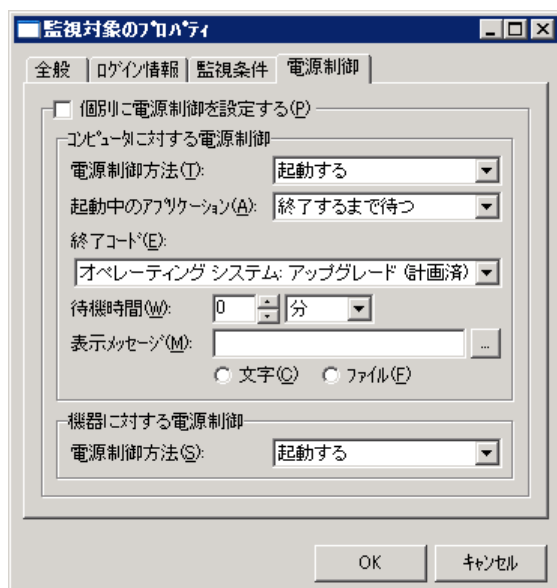 監視対象のﾌﾟﾛﾊﾟﾃｨ
全般 ﾛｸﾞｲﾝ情報 監視条件 電源制御
個別に電源制御を設定する(P)
ｺﾝﾋﾟｭｰﾀに対する電源制御
電源制御方法(T): 起動する
起動中のｱﾌﾟﾘｹｰｼｮﾝ(A): 終了するまで待つ
終了ｺｰﾄﾞ(E):
オペレーティング システム: アップグレード (計画済)
待機時間(W): 0 分
表示ﾒｯｾｰｼﾞ(M): ...
文字(C) ﾌｧｲﾙ(F)
機器に対する電源制御
電源制御方法(S): 起動する
OK ｷｬﾝｾﾙ